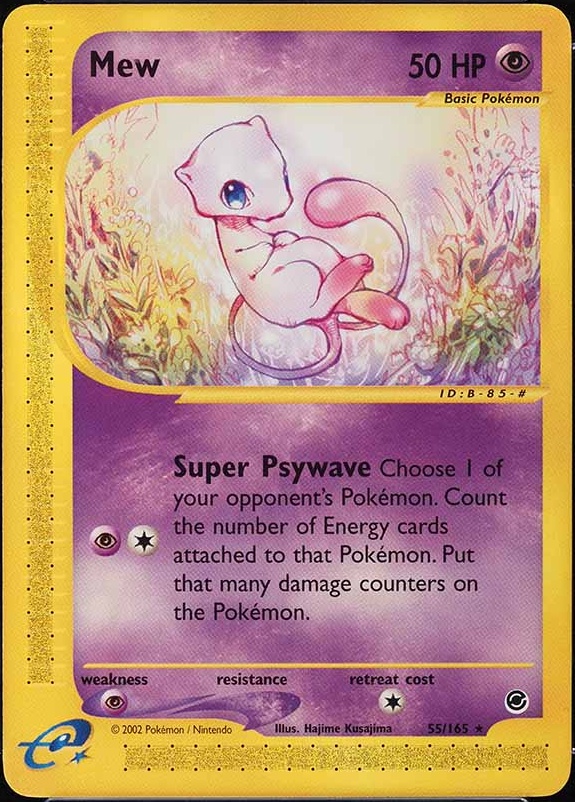 Mew 50 HP
Basic Pokémon
ID:B-85-#
Super Psywave Choose 1 of
your opponent's Pokémon. Count
the number of Energy cards
attached to that Pokémon. Put
that many damage counters on
the Pokémon.
weakness resistance retreat cost
© 2002 Pokémon / Nintendo Illus. Hajime Kusajima 55/165 ★
e